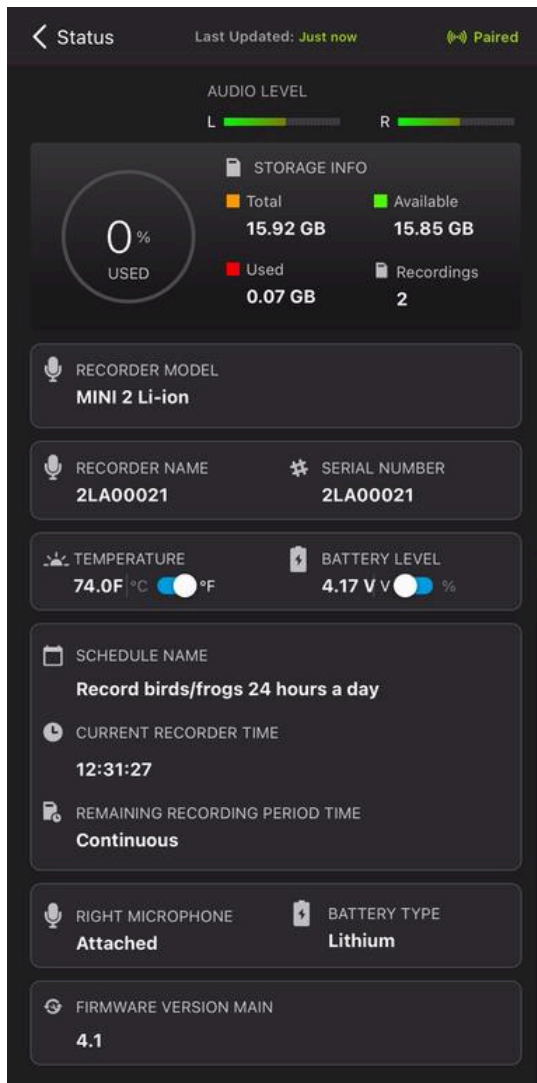 Status Last Updated: Just now Paired
AUDIO LEVEL
L R
STORAGE INFO
Total Available
15.92 GB 15.85 GB
0 %
USED
Used Recordings
0.07 GB 2
RECORDER MODEL
MINI 2 Li-ion
RECORDER NAME SERIAL NUMBER
2LA00021 2LA00021
TEMPERATURE BATTERY LEVEL
74.0F °C °F 4.17 V V %
SCHEDULE NAME
Record birds/frogs 24 hours a day
CURRENT RECORDER TIME
12:31:27
REMAINING RECORDING PERIOD TIME
Continuous
RIGHT MICROPHONE BATTERY TYPE
Attached Lithium
FIRMWARE VERSION MAIN
4.1